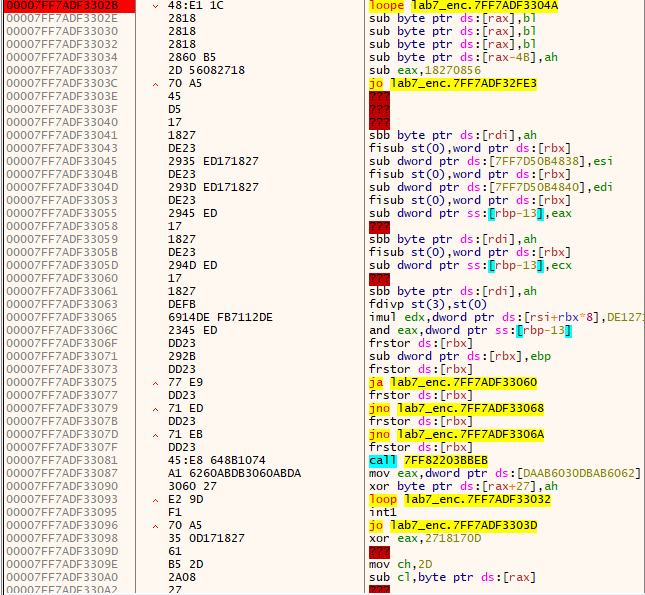 00007FF7ADF3302B 48:E1 1C loope lab7_enc.7FF7ADF3304A
00007FF7ADF3302E 2818 sub byte ptr ds:[rax],bl
00007FF7ADF33030 2818 sub byte ptr ds:[rax],bl
00007FF7ADF33032 2818 sub byte ptr ds:[rax],bl
00007FF7ADF33034 2860 B5 sub byte ptr ds:[rax-4B],ah
00007FF7ADF33037 2D 56082718 sub eax,18270856
00007FF7ADF3303C 70 A5 jo lab7_enc.7FF7ADF32FE3
00007FF7ADF3303E 45 ???
00007FF7ADF3303F D5 ???
00007FF7ADF33040 17 ???
00007FF7ADF33041 1827 sbb byte ptr ds:[rdi],ah
00007FF7ADF33043 DE23 fisub st(0),word ptr ds:[rbx]
00007FF7ADF33045 2935 ED171827 sub dword ptr ds:[7FF7D50B4838],esi
00007FF7ADF3304B DE23 fisub st(0),word ptr ds:[rbx]
00007FF7ADF3304D 293D ED171827 sub dword ptr ds:[7FF7D50B4840],edi
00007FF7ADF33053 DE23 fisub st(0),word ptr ds:[rbx]
00007FF7ADF33055 2945 ED sub dword ptr ss:[rbp-13],eax
00007FF7ADF33058 17 ???
00007FF7ADF33059 1827 sbb byte ptr ds:[rdi],ah
00007FF7ADF3305B DE23 fisub st(0),word ptr ds:[rbx]
00007FF7ADF3305D 294D ED sub dword ptr ss:[rbp-13],ecx
00007FF7ADF33060 17 ???
00007FF7ADF33061 1827 sbb byte ptr ds:[rdi],ah
00007FF7ADF33063 DEFB fdivp st(3),st(0)
00007FF7ADF33065 6914DE FB7112DE imul edx,dword ptr ds:[rsi+rbx*8],DE1271
00007FF7ADF3306C 2345 ED and eax,dword ptr ss:[rbp-13]
00007FF7ADF3306F DD23 frstor ds:[rbx]
00007FF7ADF33071 292B sub dword ptr ds:[rbx],ebp
00007FF7ADF33073 DD23 frstor ds:[rbx]
00007FF7ADF33075 77 E9 ja lab7_enc.7FF7ADF33060
00007FF7ADF33077 DD23 frstor ds:[rbx]
00007FF7ADF33079 71 ED jno lab7_enc.7FF7ADF33068
00007FF7ADF3307B DD23 frstor ds:[rbx]
00007FF7ADF3307D 71 EB jno lab7_enc.7FF7ADF3306A
00007FF7ADF3307F DD23 frstor ds:[rbx]
00007FF7ADF33081 45:E8 648B1074 call 7FF82203BBEB
00007FF7ADF33087 A1 6260ABDB3060ABDA mov eax,dword ptr ds:[DAAB6030DBAB6062]
00007FF7ADF33090 3060 27 xor byte ptr ds:[rax+27],ah
00007FF7ADF33093 E2 9D loop lab7_enc.7FF7ADF33032
00007FF7ADF33095 F1 int1
00007FF7ADF33096 70 A5 jo lab7_enc.7FF7ADF3303D
00007FF7ADF33098 35 0D171827 xor eax,2718170D
00007FF7ADF3309D 61 ???
00007FF7ADF3309E B5 2D mov ch,2D
00007FF7ADF330A0 2A08 sub cl,byte ptr ds:[rax]
00007FF7ADF330A2 27 ???